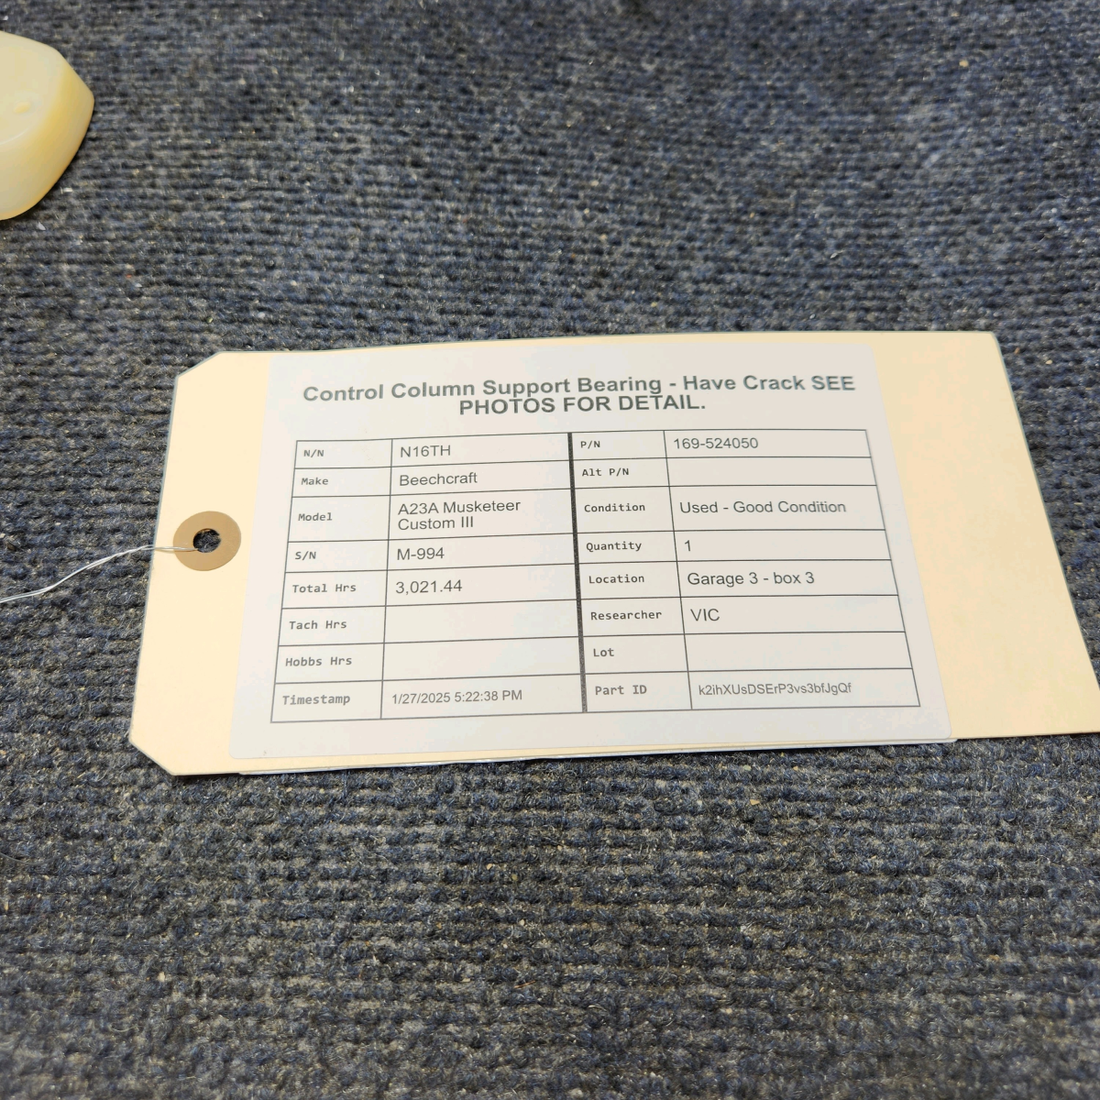 Control Column Support Bearing - Have Crack SEE
PHOTOS FOR DETAIL.
N/N N16TH P/N 169-524050
Make Beechcraft Alt P/N
Model A23A Musketeer Custom III Condition Used - Good Condition
S/N M-994 Quantity 1
Total Hrs 3,021.44 Location Garage 3 - box 3
Tach Hrs Researcher VIC
Hobbs Hrs Lot
Timestamp 1/27/2025 5:22:38 PM Part ID k2ihXUsDSErP3vs3bfJgQf